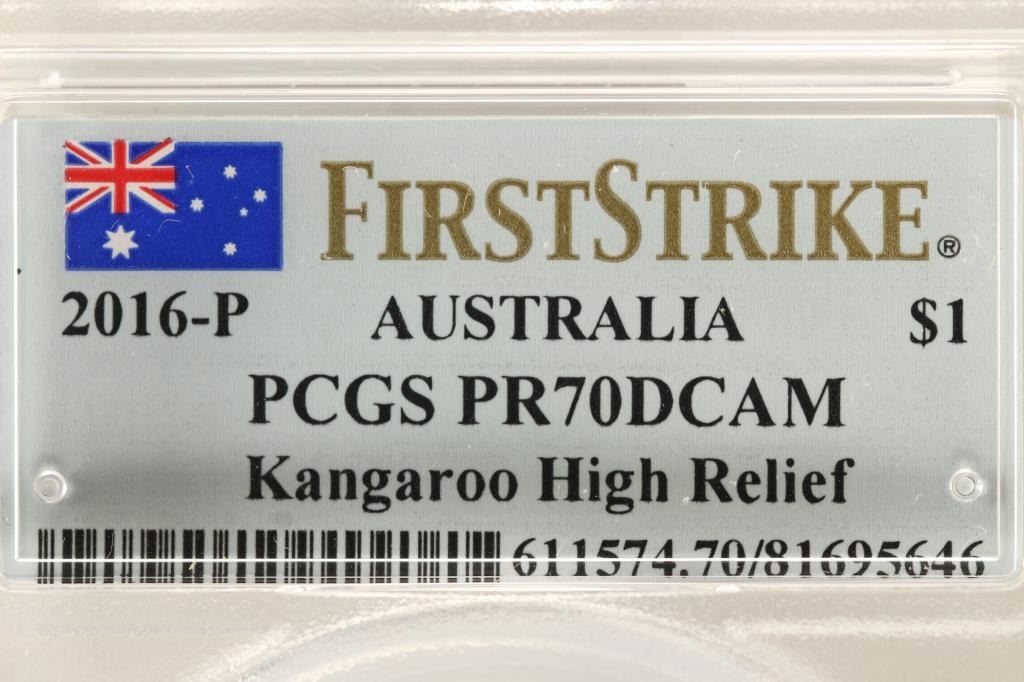 FIRSTSTRIKE®
2016-P AUSTRALIA $1
PCGS PR70DCAM
Kangaroo High Relief
611574.70/81695646